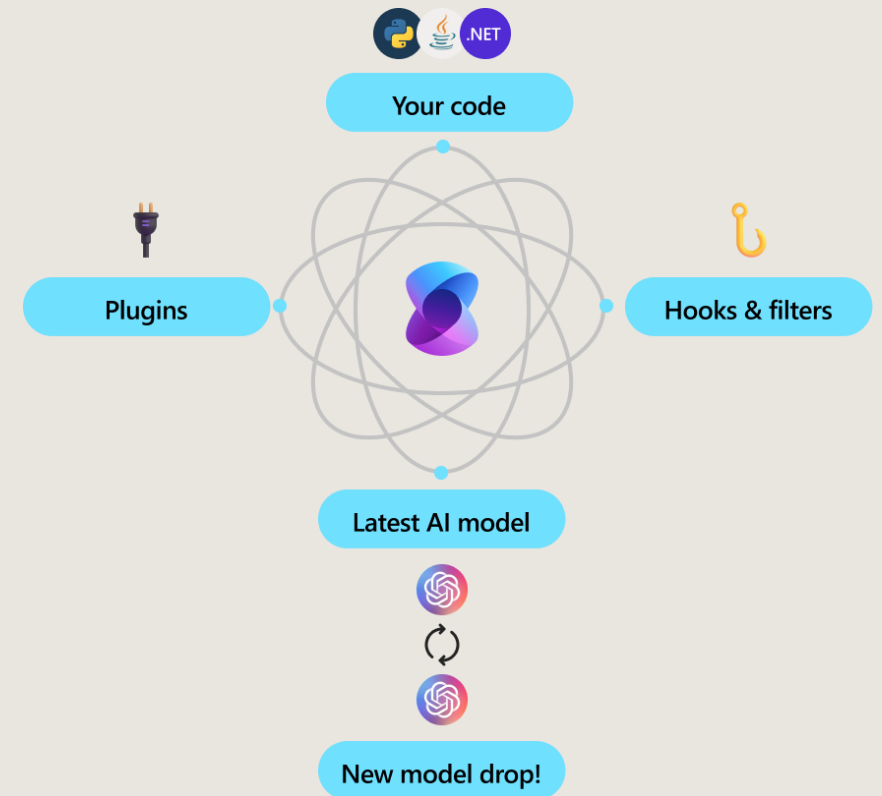 .NET
Your code
Plugins
Hooks & filters
Latest AI model
New model drop!